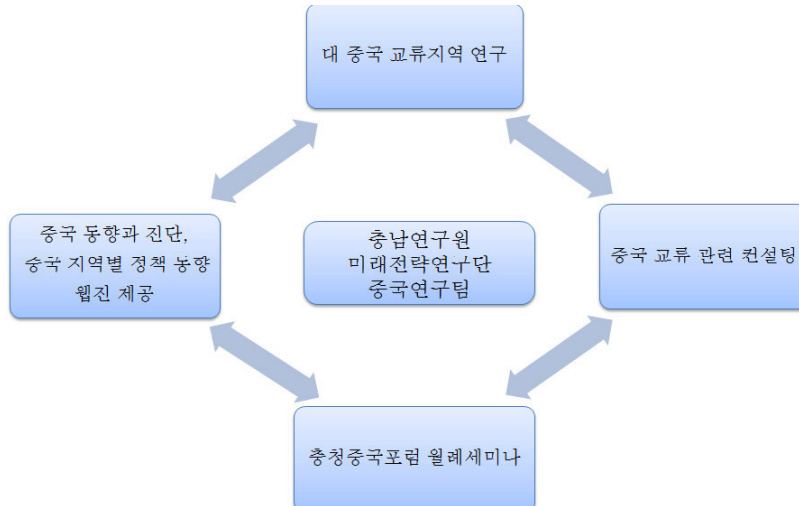 대 중국 교류지역 연구
중국 동향과 진단,
중국 지역별 정책 동향
웹진 제공
충남연구원
미래전략연구단
중국연구팀
중국 교류 관련 컨설팅
충청중국포럼 월례세미나